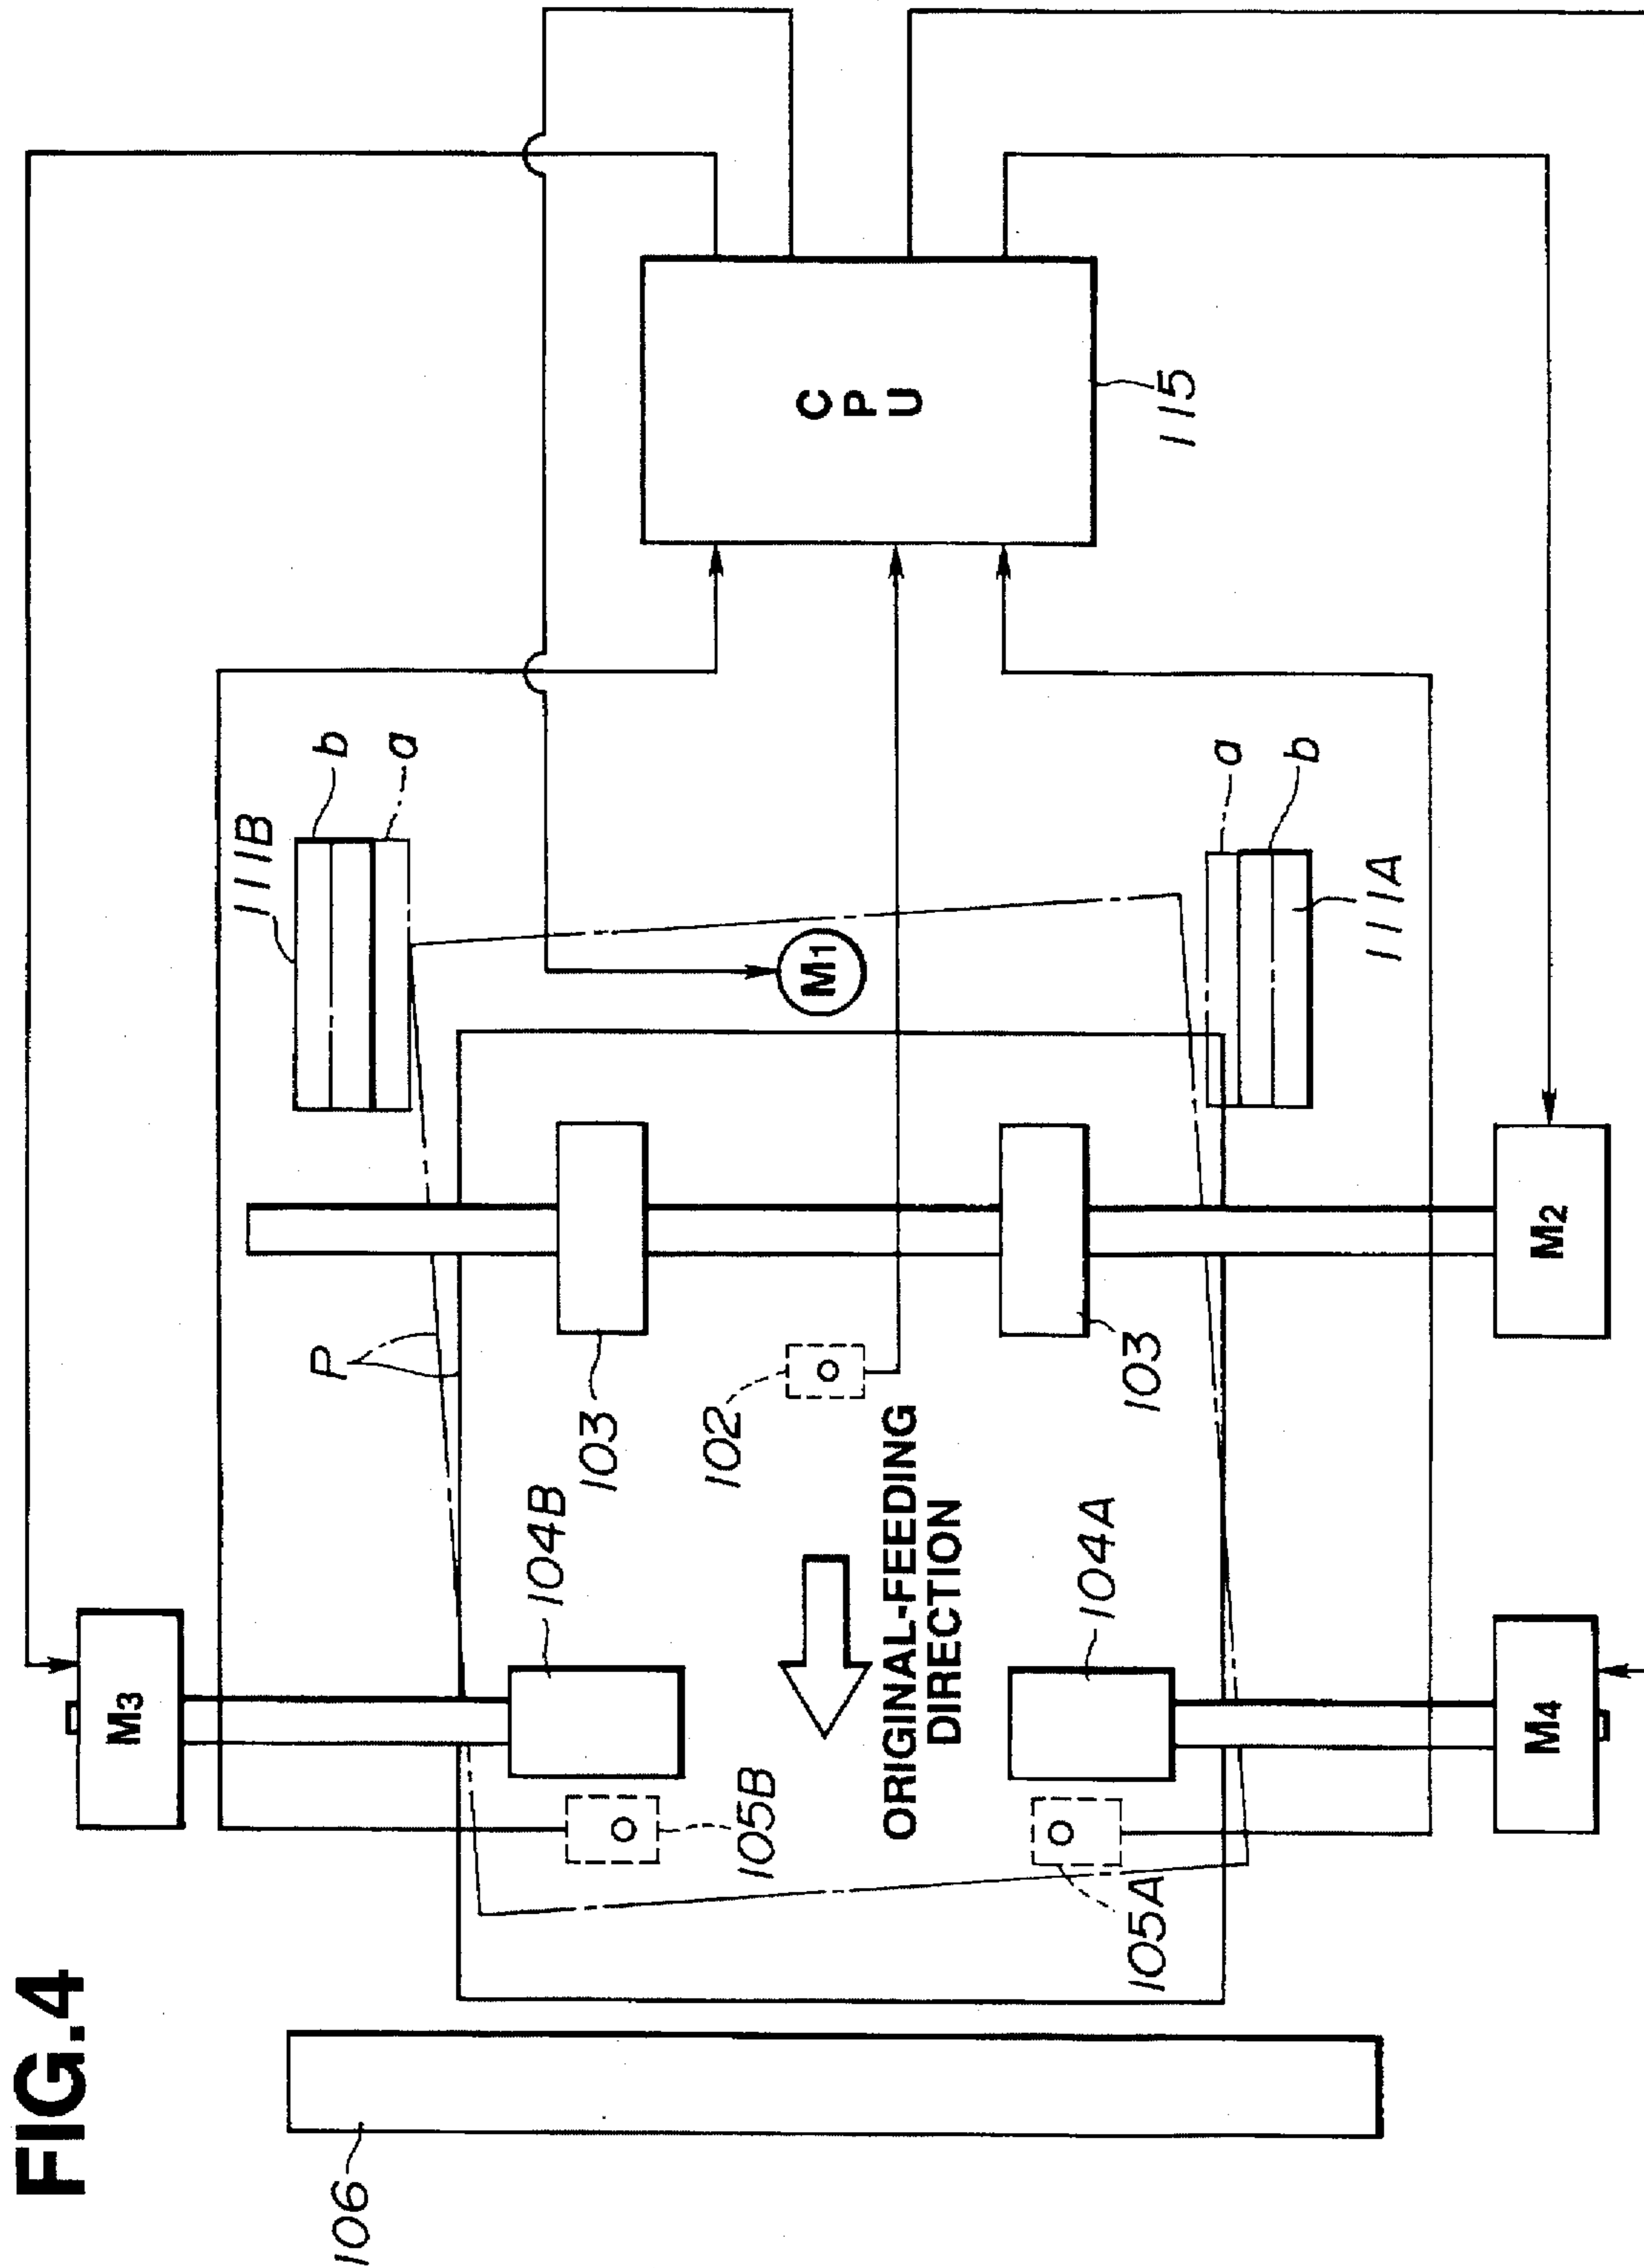 FIG.4
M3
104B
105B
106
P
103
102
111B
b
a
M1
ORIGINAL-FEEDING
DIRECTION
104A
105A
M4
103
M2
a
b
111A
CPU
115